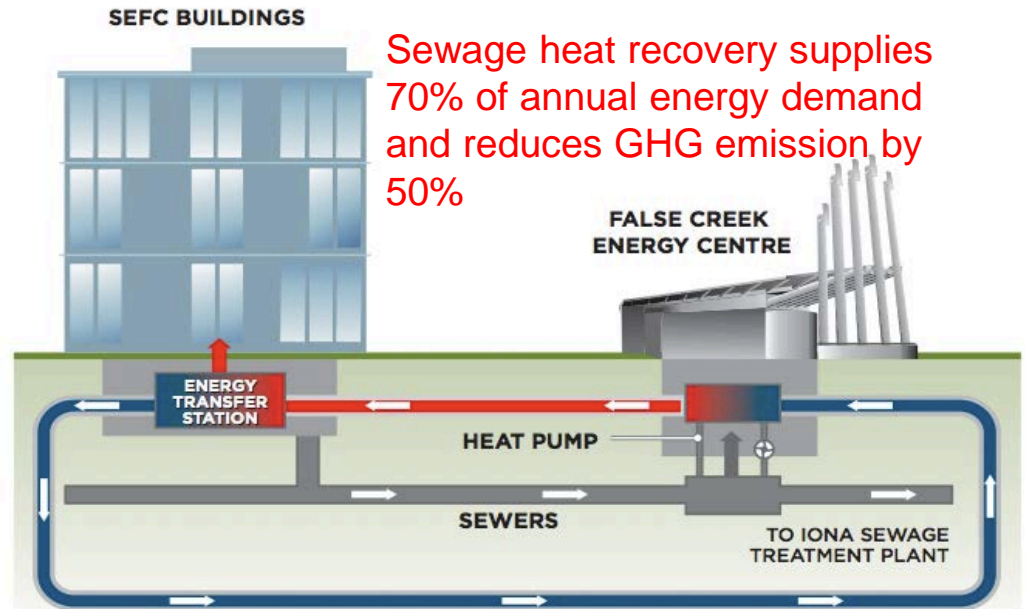 SEFC BUILDINGS
Sewage heat recovery supplies
70% of annual energy demand
and reduces GHG emission by
50%
FALSE CREEK
ENERGY CENTRE
ENERGY
TRANSFER
STATION
HEAT PUMP
SEWERS
TO IONA SEWAGE
TREATMENT PLANT